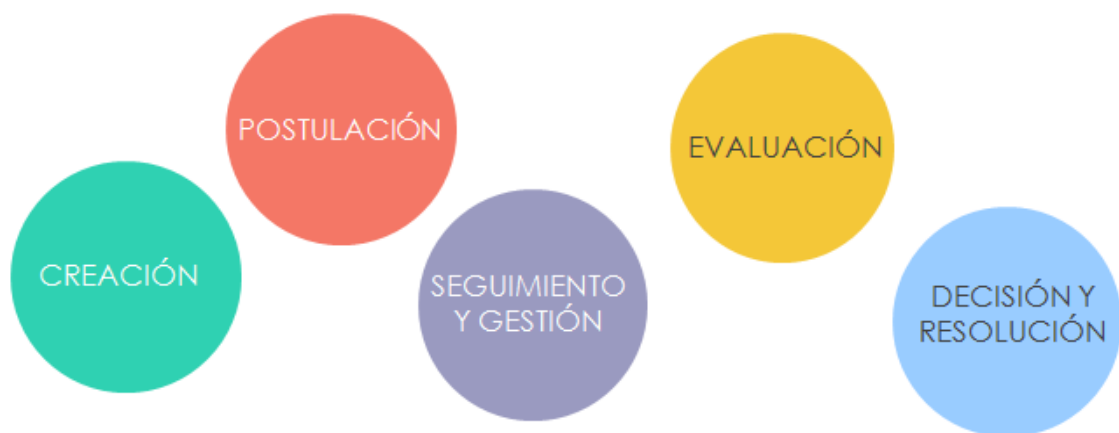 CREACIÓN
POSTULACIÓN
SEGUIMIENTO
Y GESTIÓN
EVALUACIÓN
DECISIÓN Y
RESOLUCIÓN